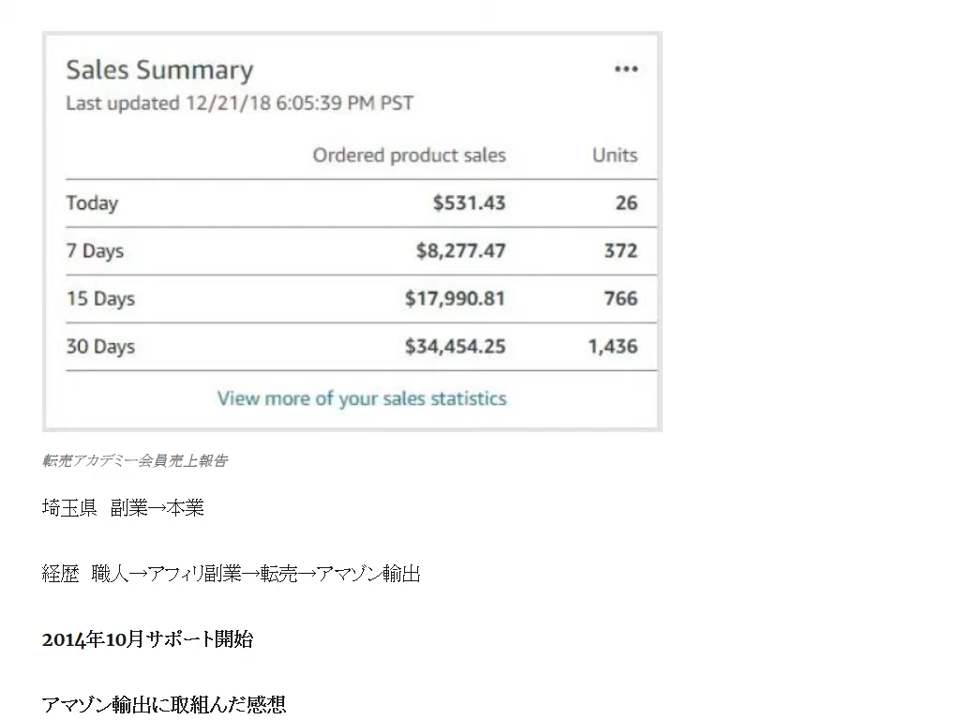 Sales Summary
Last updated 12/21/18 6:05:39 PM PST
Ordered product sales Units
Today $531.43 26
7 Days $8,277.47 372
15 Days $17,990.81 766
30 Days $34,454.25 1,436
View more of your sales statistics
転売アカデミー会員売上報告
埼玉県　副業→本業
経歴　職人→アフィリ副業→転売→アマゾン輸出
2014年10月サポート開始
アマゾン輸出に取組んだ感想